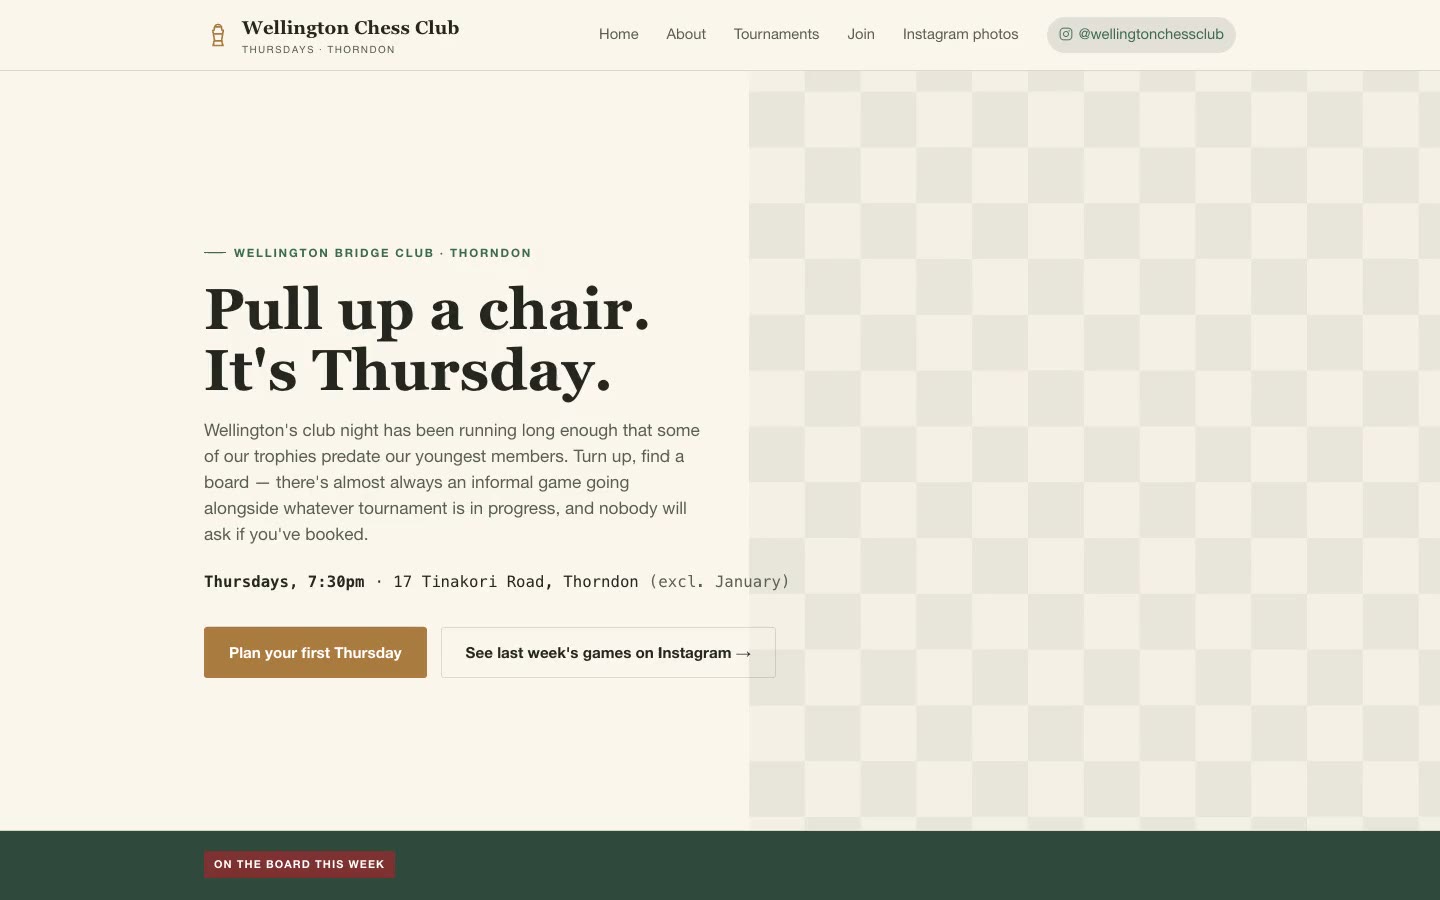 Wellington Chess Club
THURSDAYS · THORNDON
Home
About
Tournaments
Join
Instagram photos
@wellingtonchessclub
WELLINGTON BRIDGE CLUB · THORNDON
Pull up a chair.
It's Thursday.
Wellington's club night has been running long enough that some
of our trophies predate our youngest members. Turn up, find a
board — there's almost always an informal game going
alongside whatever tournament is in progress, and nobody will
ask if you've booked.
Thursdays, 7:30pm · 17 Tinakori Road, Thorndon (excl. January)
Plan your first Thursday
See last week's games on Instagram →
ON THE BOARD THIS WEEK